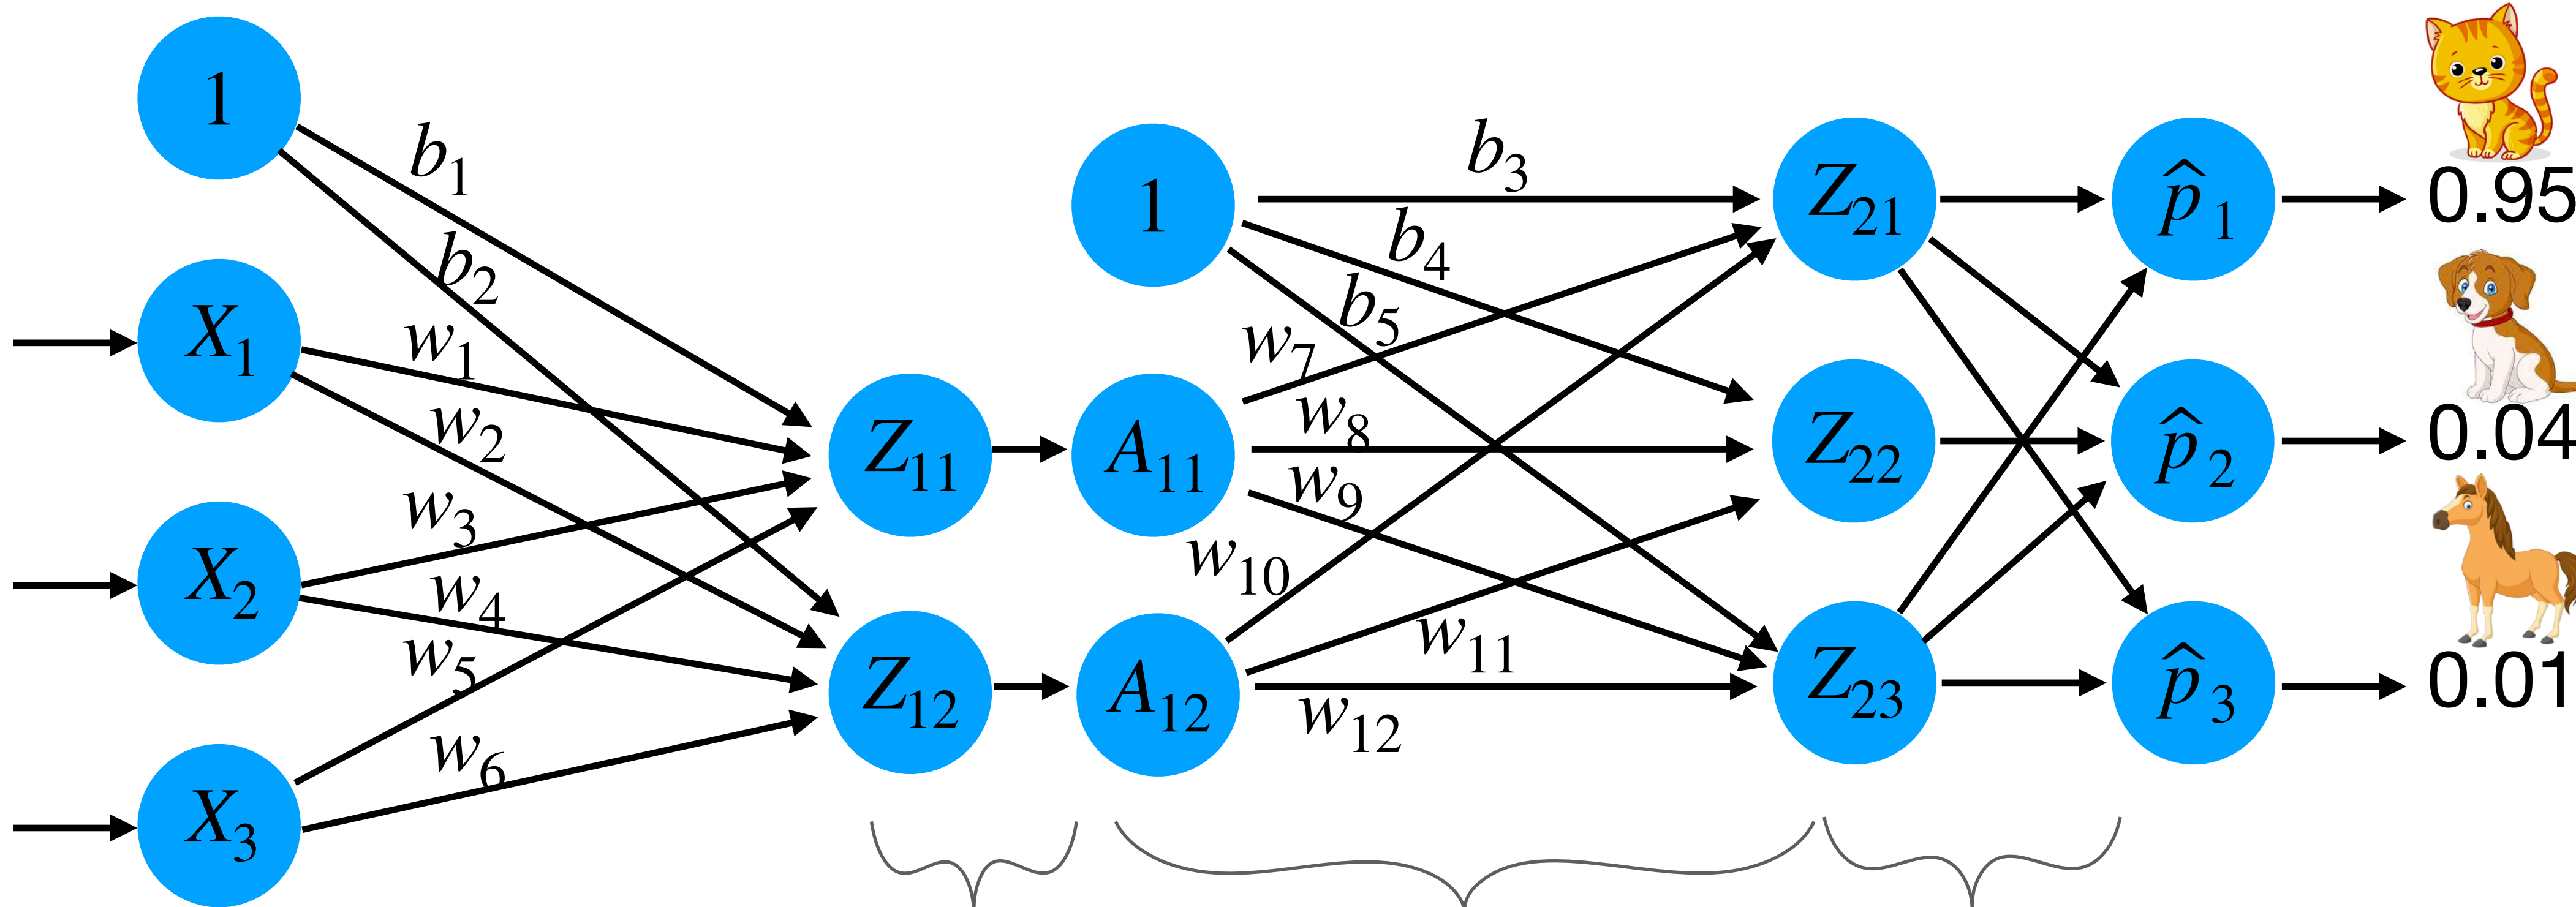 1
b₁
b₂
X₁
w₁
w₂
X₂
w₃
w₄
w₅
X₃
w₆
Z₁₁
Z₁₂
1
A₁₁
A₁₂
b₃
b₄
b₅
w₇
w₈
w₉
w₁₀
w₁₁
w₁₂
Z₂₁
Z₂₂
Z₂₃
p̂₁
p̂₂
p̂₃
0.95
0.04
0.01